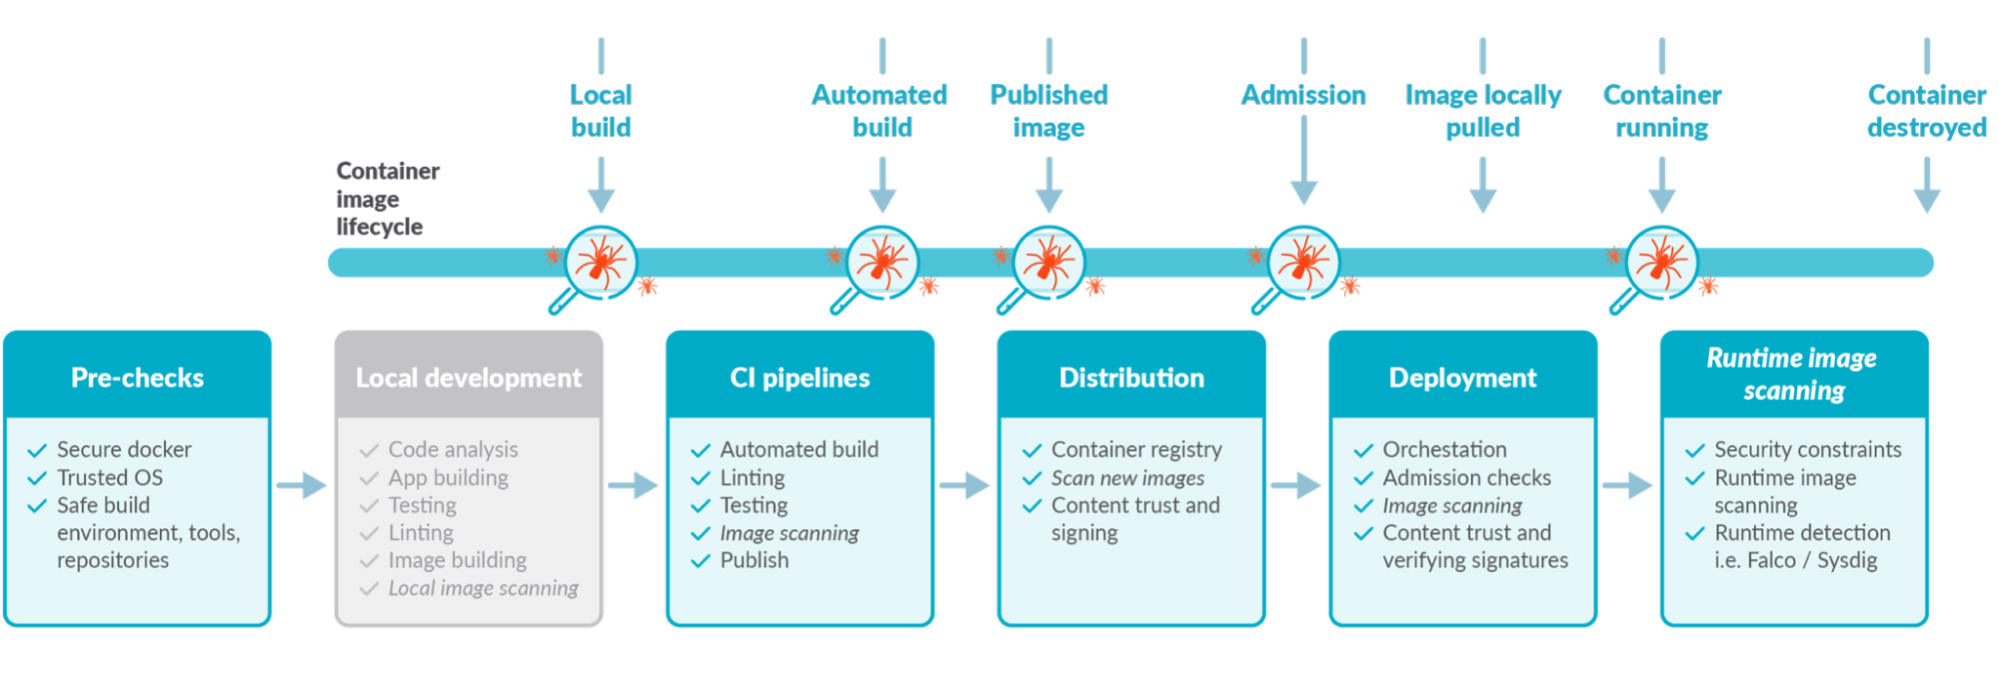 Local
build
Automated
build
Published
image
Admission
Image locally
pulled
Container
running
Container
destroyed
Container
image
lifecycle
Pre-checks
Secure docker
Trusted OS
Safe build
environment, tools,
repositories
Local development
Code analysis
App building
Testing
Linting
Image building
Local image scanning
CI pipelines
Automated build
Linting
Testing
Image scanning
Publish
Distribution
Container registry
Scan new images
Content trust and
signing
Deployment
Orchestation
Admission checks
Image scanning
Content trust and
verifying signatures
Runtime image
scanning
Security constraints
Runtime image
scanning
Runtime detection
i.e. Falco / Sysdig